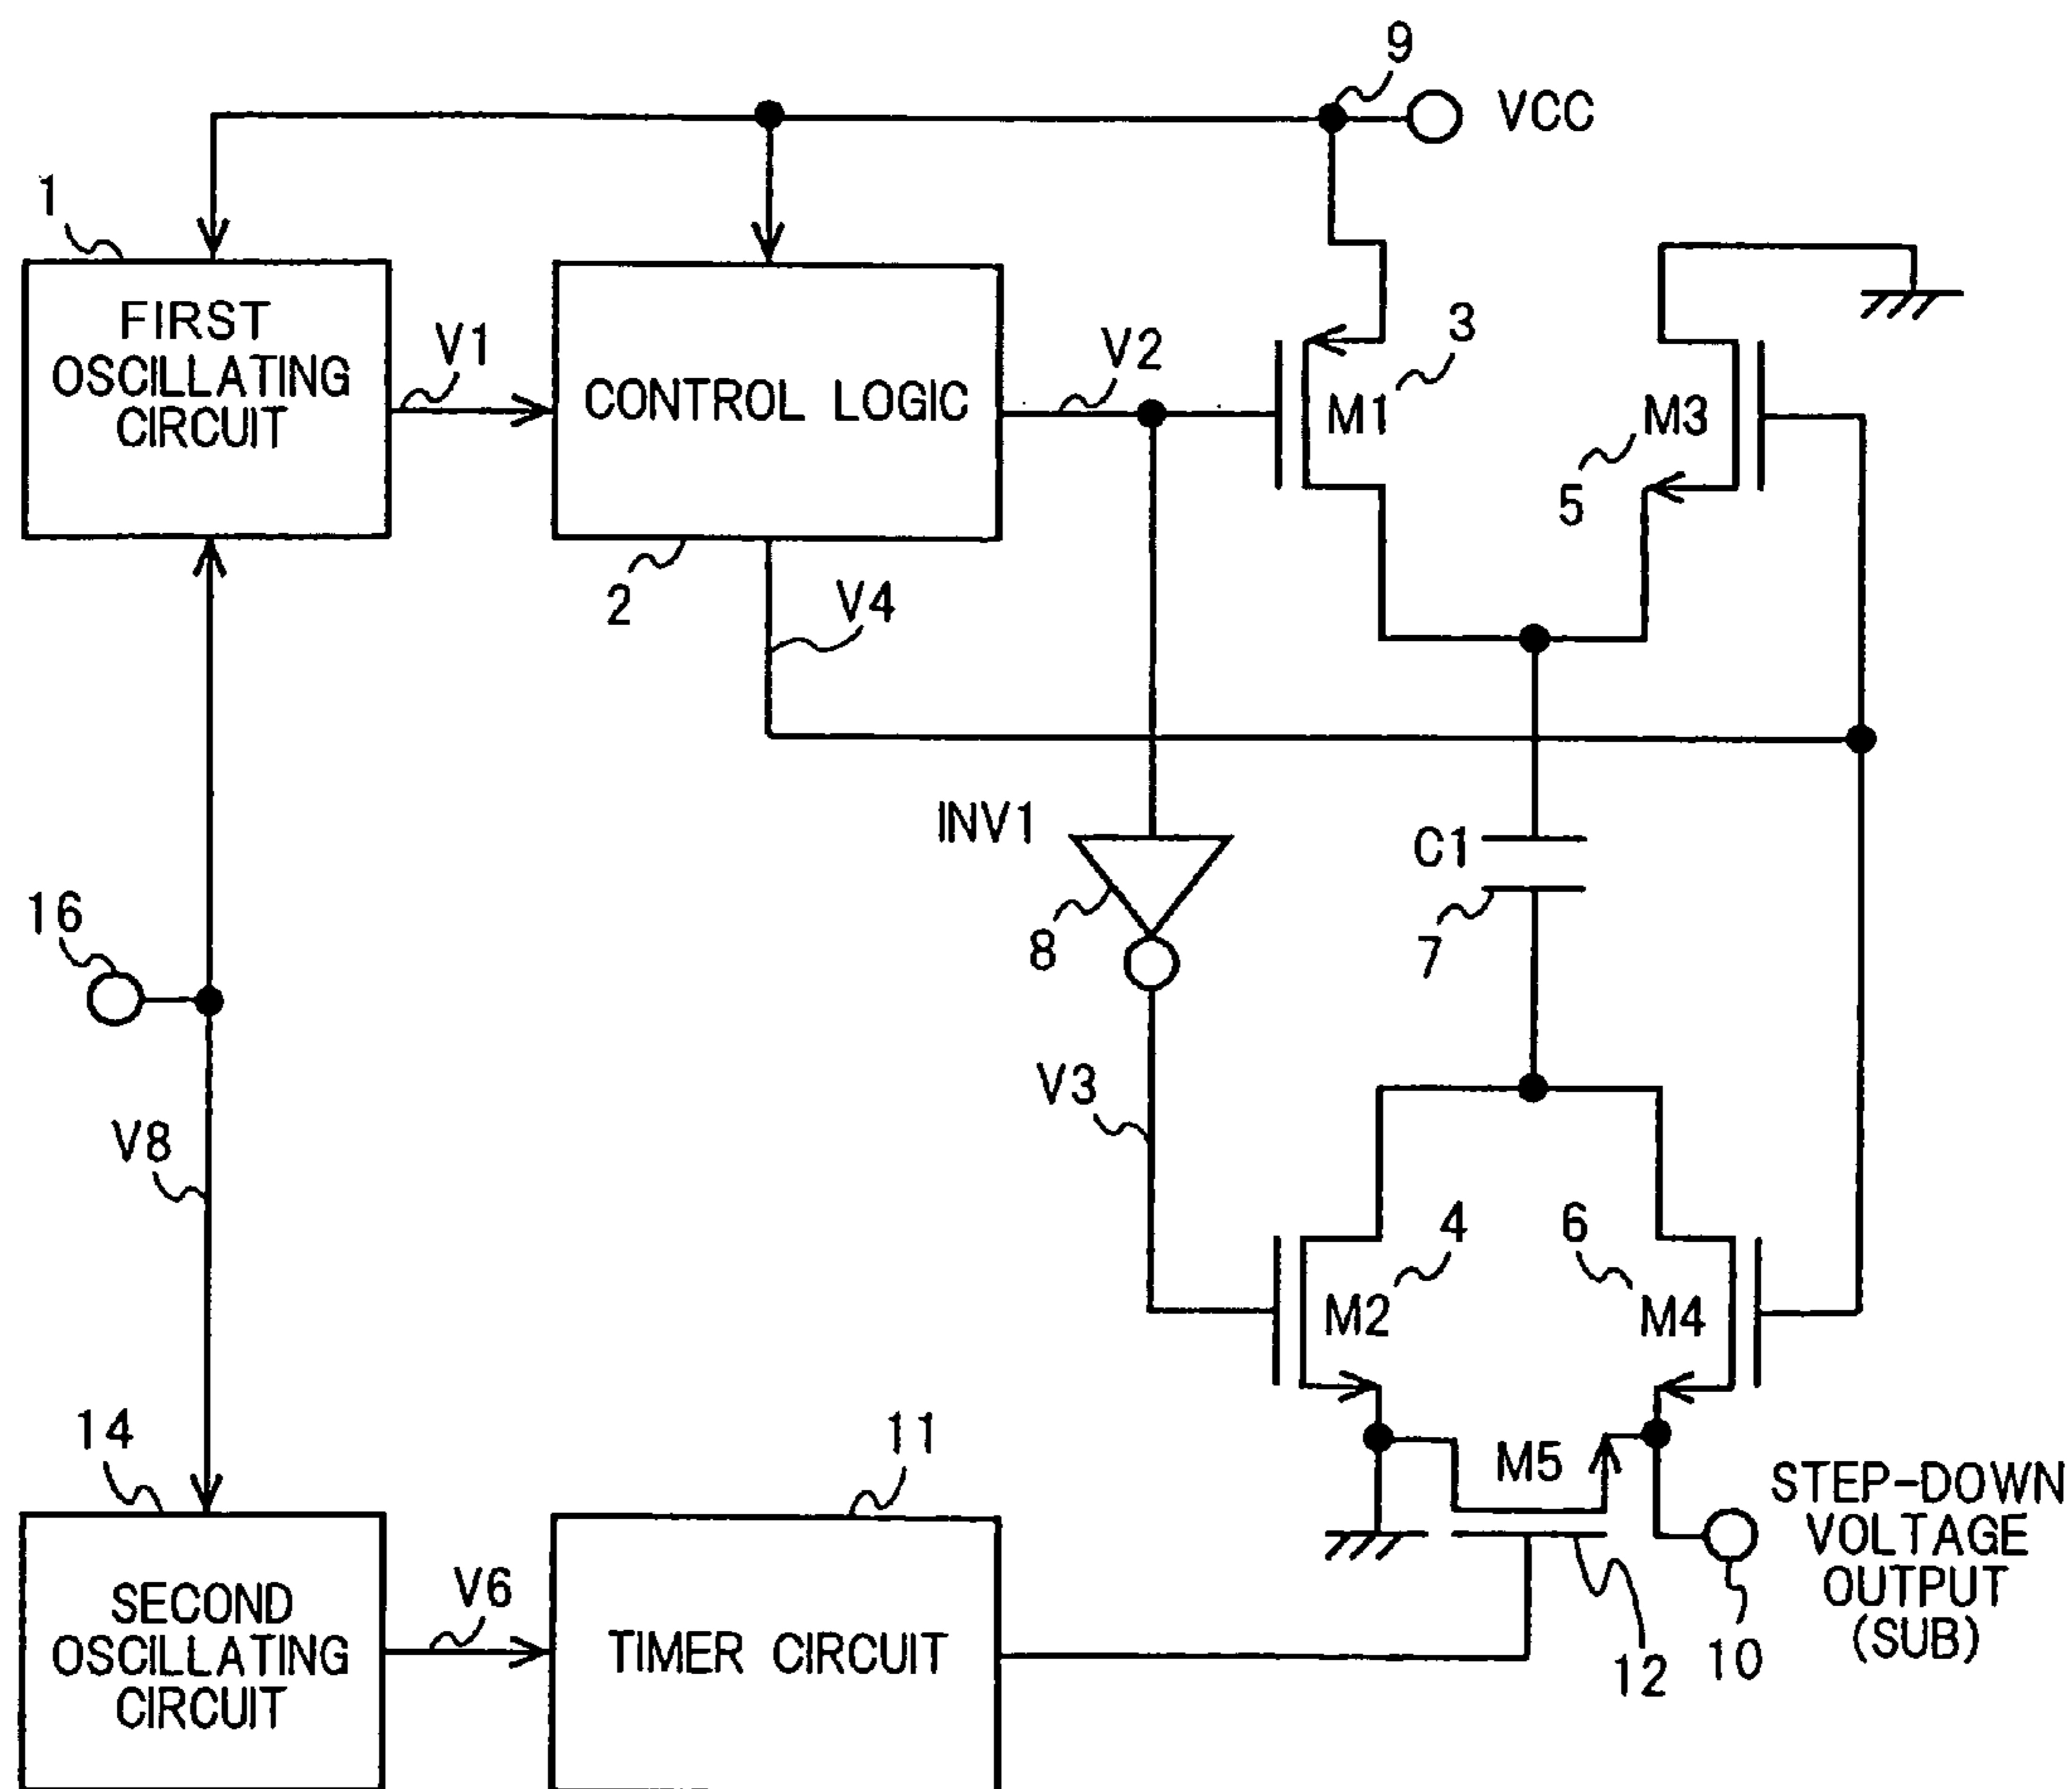 9
VCC
1
FIRST
OSCILLATING
CIRCUIT
V1
CONTROL LOGIC
2
V2
M1
3
M3
5
V4
INV1
8
C1
7
16
V8
V3
M2
4
6
M4
14
SECOND
OSCILLATING
CIRCUIT
V6
11
TIMER CIRCUIT
M5
12
10
STEP-DOWN
VOLTAGE
OUTPUT
(SUB)